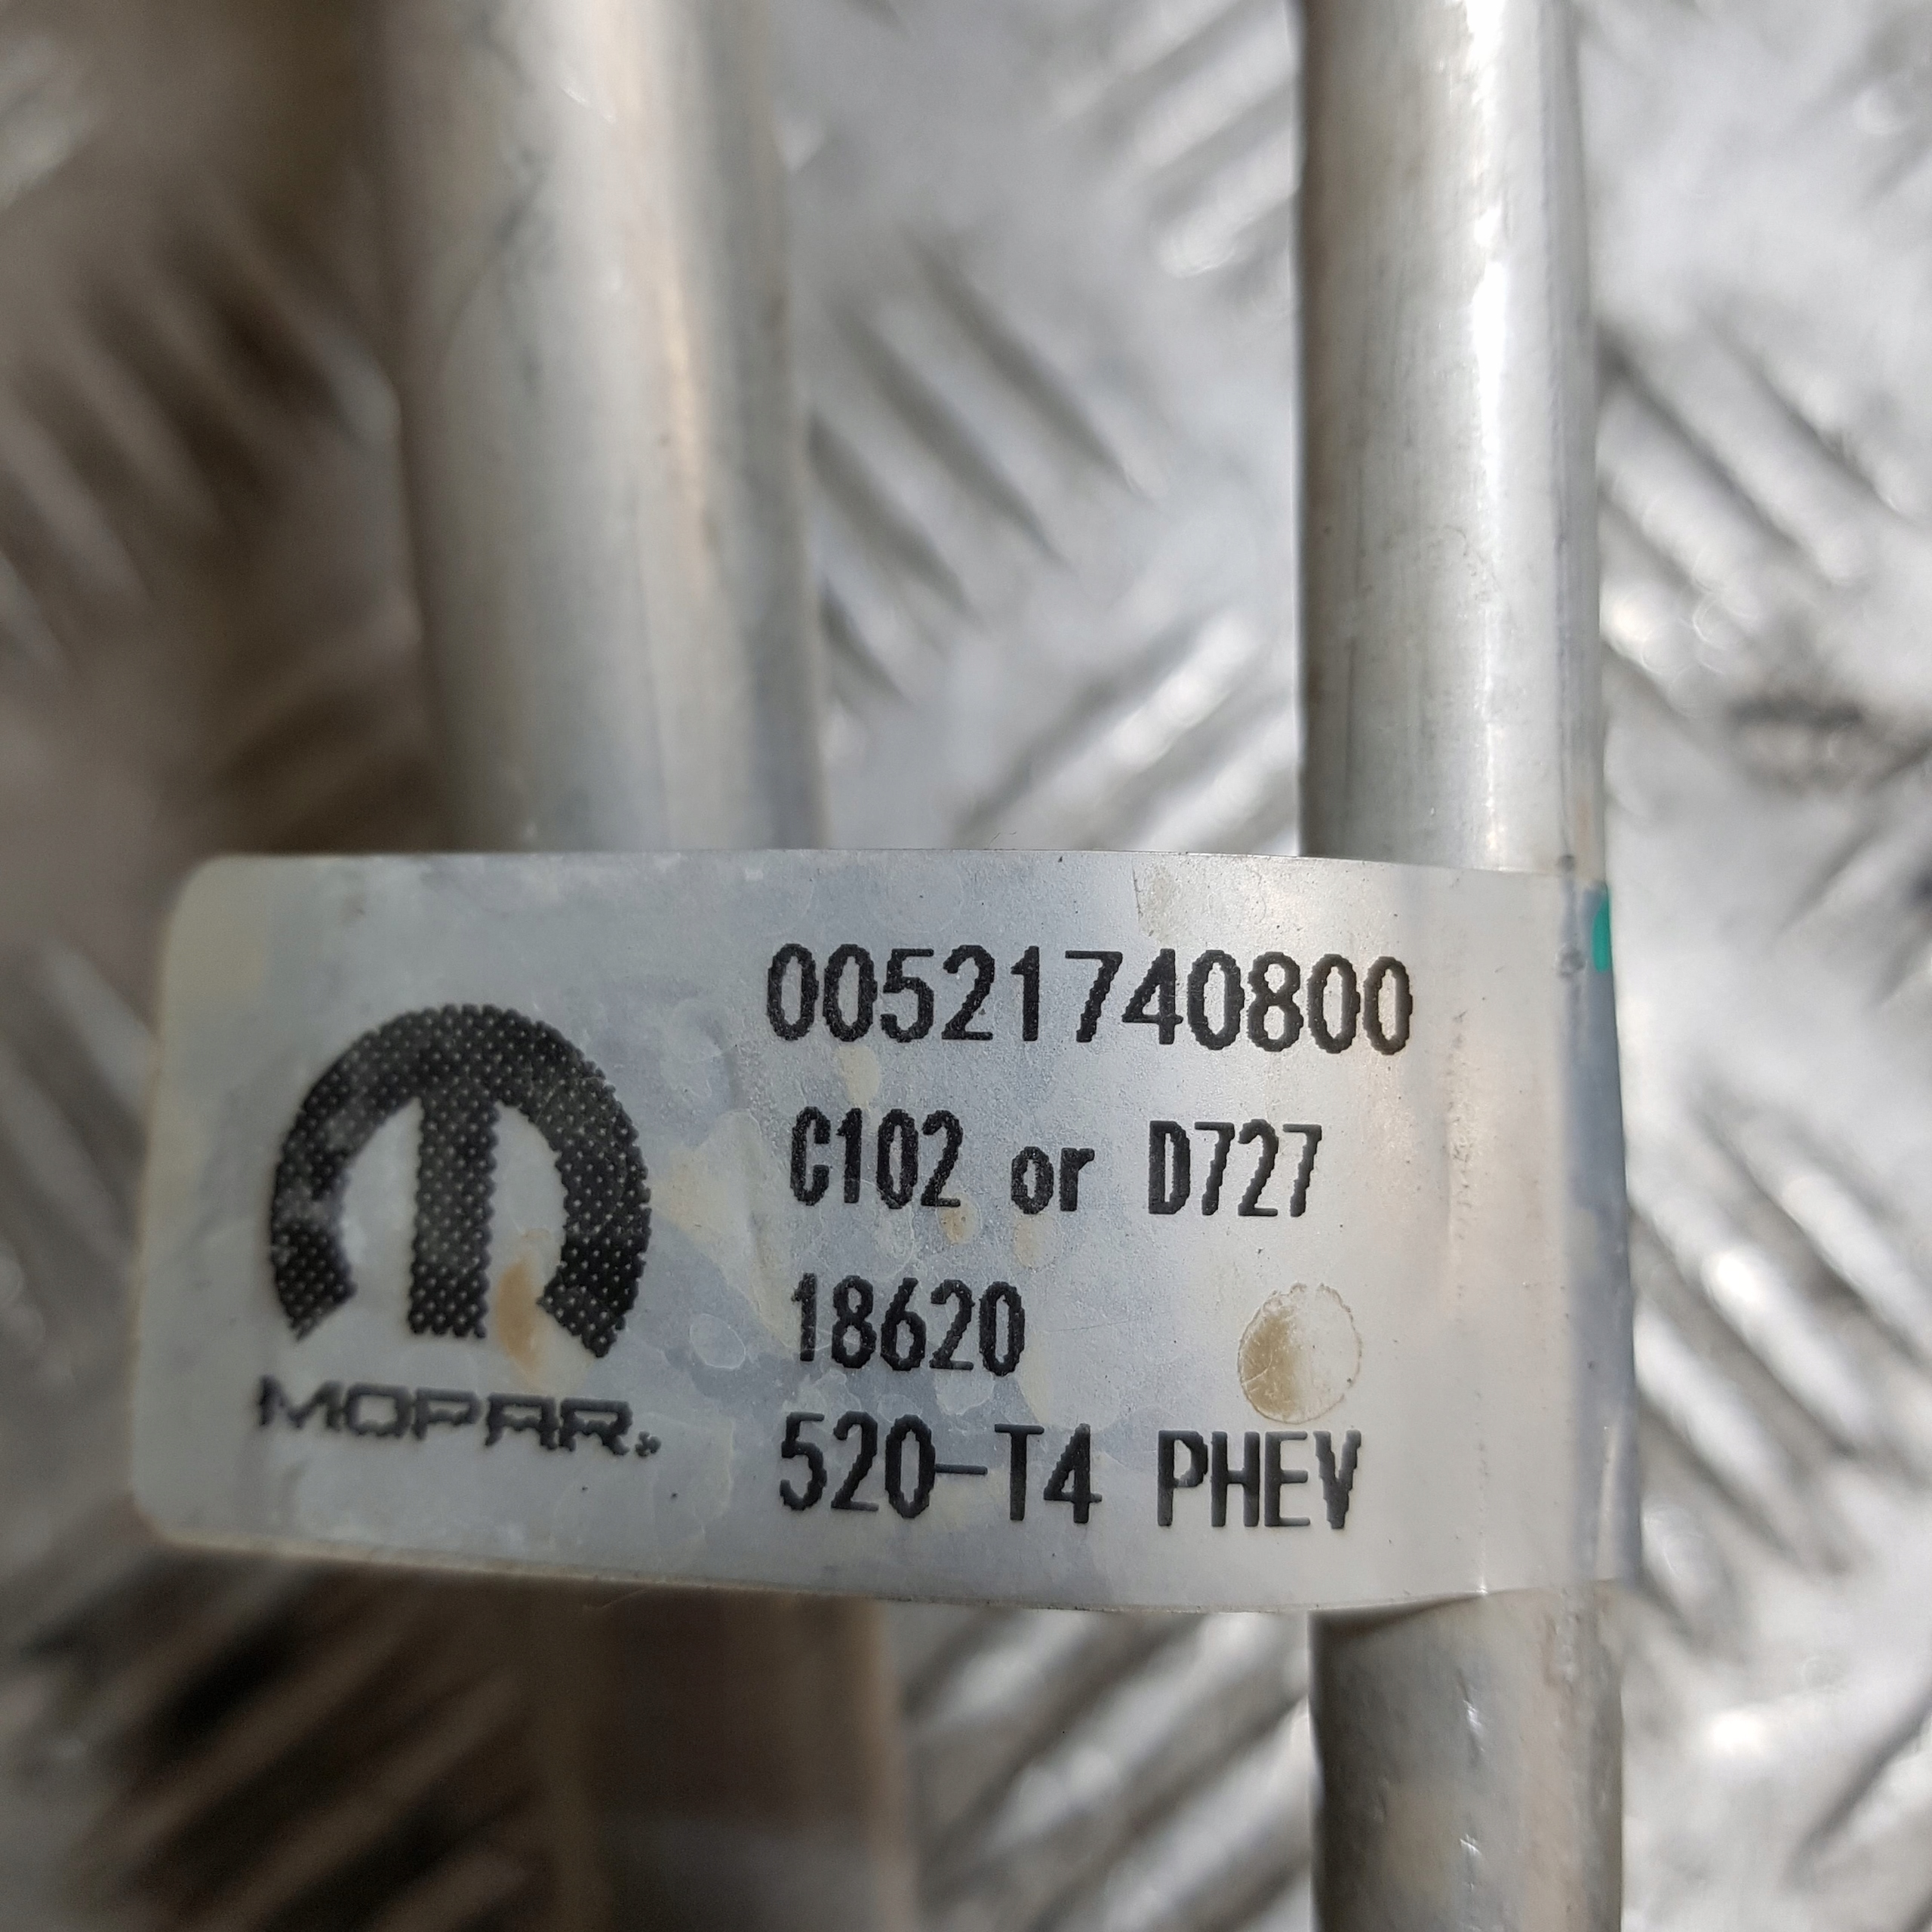 00521740800
C102 or D727
18620
520-T4 PHEV
MOPAR.